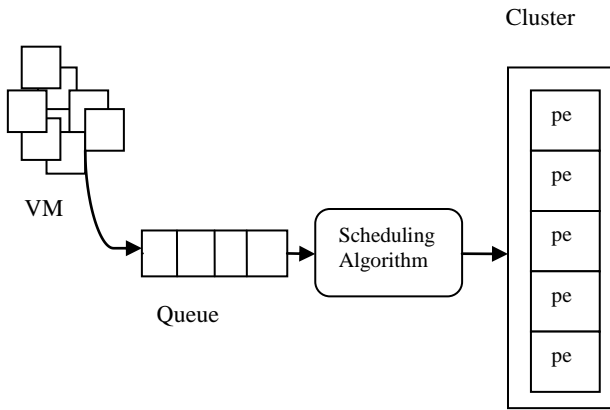 Cluster
VM
Queue
Scheduling
Algorithm
pe
pe
pe
pe
pe